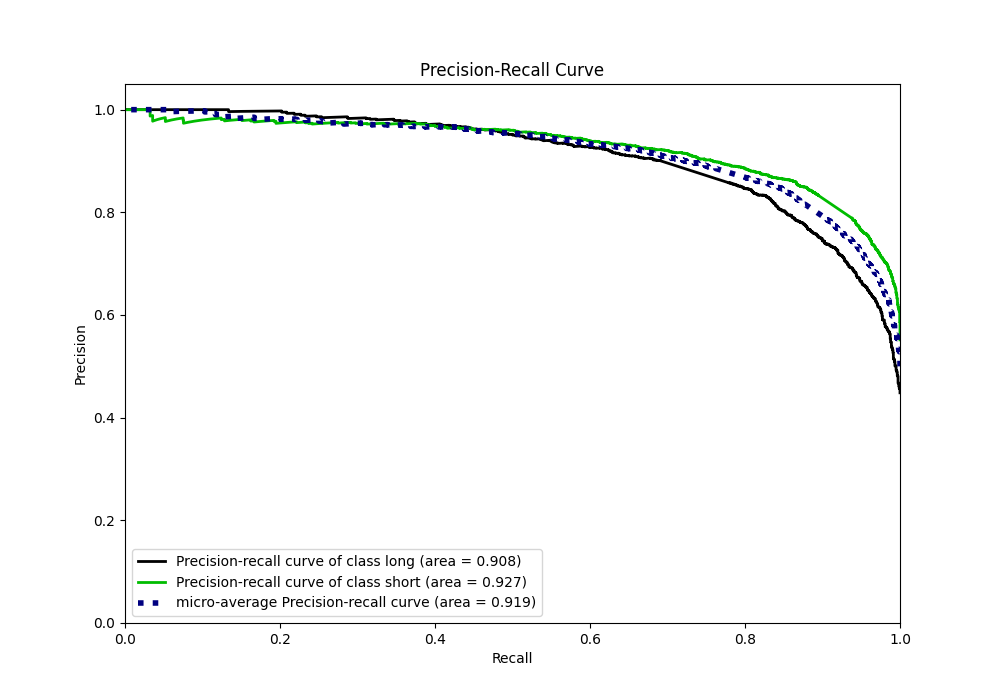 Precision-Recall Curve
1.0
0.8
0.6
0.4
0.2
0.0
Precision
Precision-recall curve of class long (area = 0.908)
Precision-recall curve of class short (area = 0.927)
micro-average Precision-recall curve (area = 0.919)
0.0 0.2 0.4 0.6 0.8 1.0
Recall